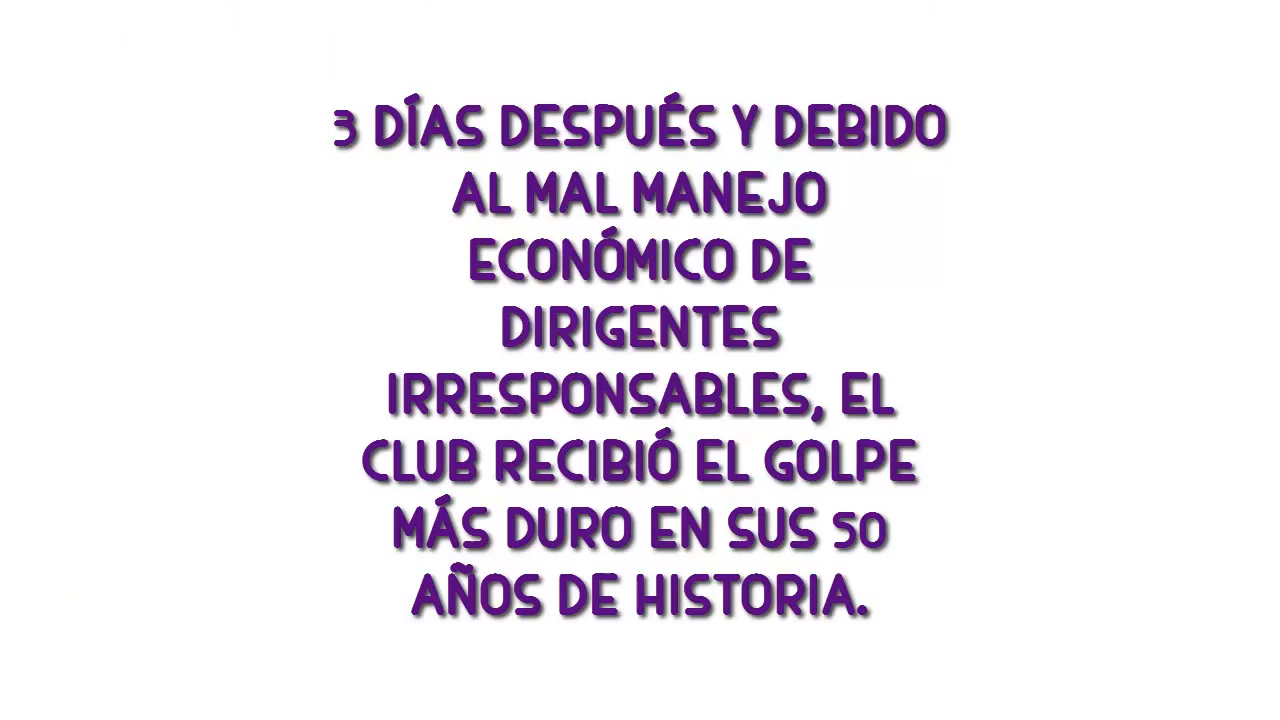 3 DÍAS DESPUÉS Y DEBIDO
AL MAL MANEJO
ECONÓMICO DE
DIRIGENTES
IRRESPONSABLES, EL
CLUB RECIBIÓ EL GOLPE
MÁS DURO EN SUS 50
AÑOS DE HISTORIA.